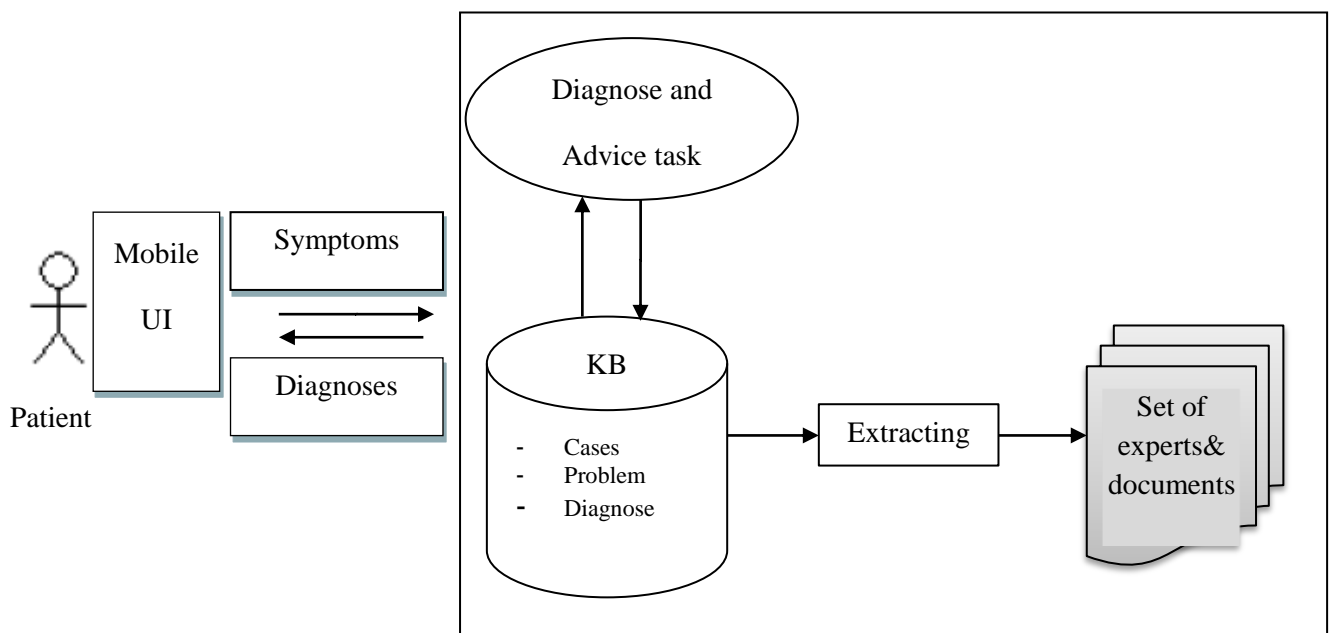 Diagnose and
Advice task
Mobile
UI
Symptoms
Diagnoses
Patient
KB
- Cases
- Problem
- Diagnose
Extracting
Set of
experts&
documents